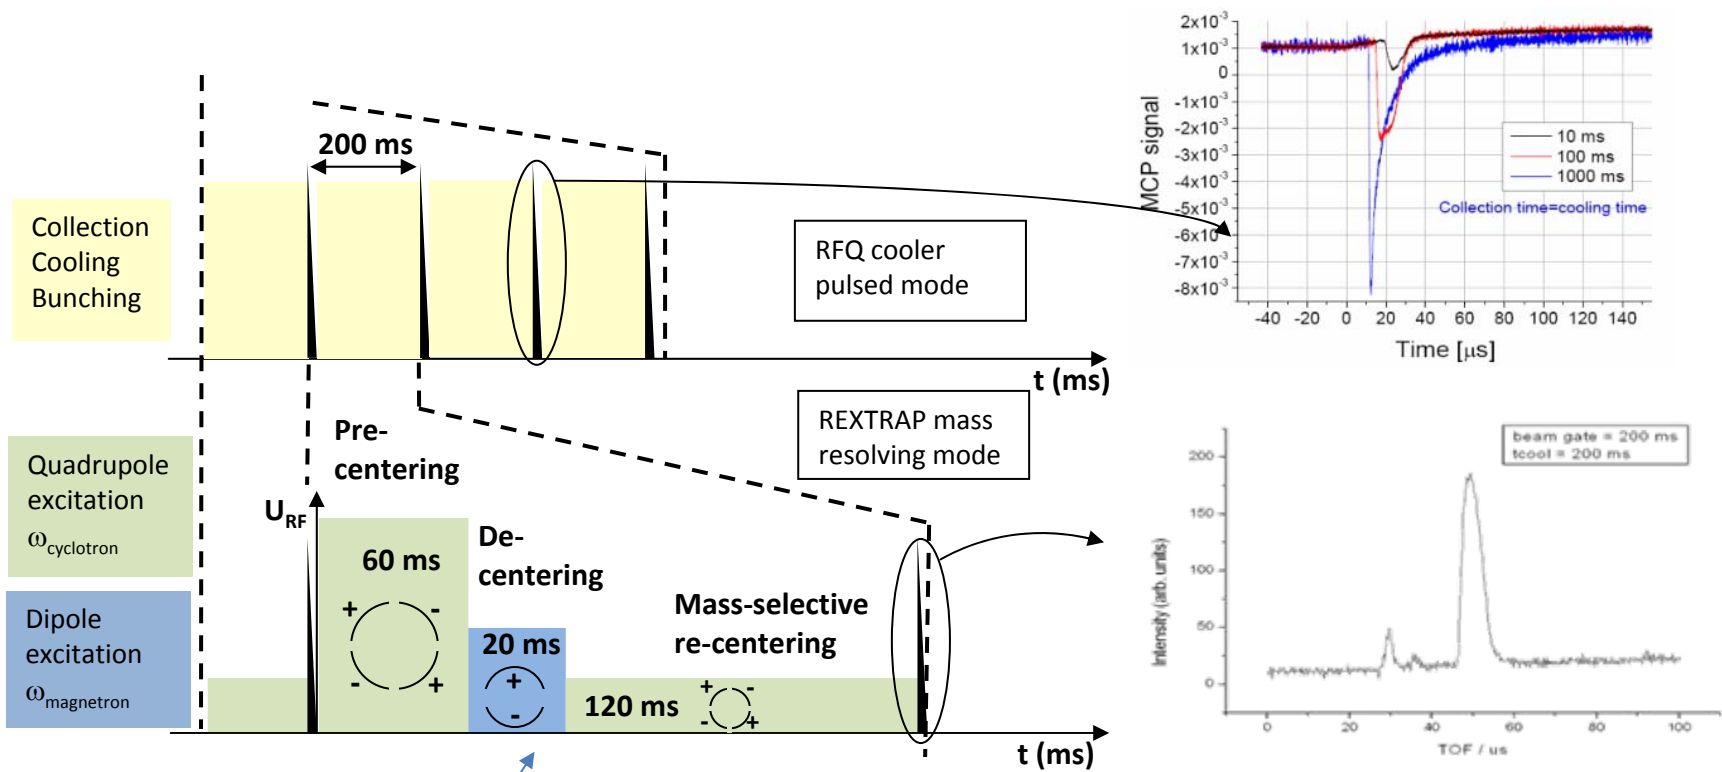 200 ms
Collection
Cooling
Bunching
RFQ cooler
pulsed mode
t (ms)
2x10⁻³
1x10⁻³
0
-1x10⁻³
-2x10⁻³
-3x10⁻³
-4x10⁻³
-5x10⁻³
-6x10⁻³
-7x10⁻³
-8x10⁻³
MCP signal
10 ms
100 ms
1000 ms
Collection time=cooling time
-40 -20 0 20 40 60 80 100 120 140
Time [μs]
REXTRAP mass
resolving mode
Pre-
centering
Quadrupole
excitation
ω cyclotron
Dipole
excitation
ω magnetron
U RF
60 ms
+ -
- +
De-
centering
20 ms
+
-
Mass-selective
re-centering
120 ms
+ -
- +
t (ms)
beam gate = 200 ms
tcool = 200 ms
200
150
100
50
0
Intensity (arb. units)
0 20 40 60 80 100
TOF / us